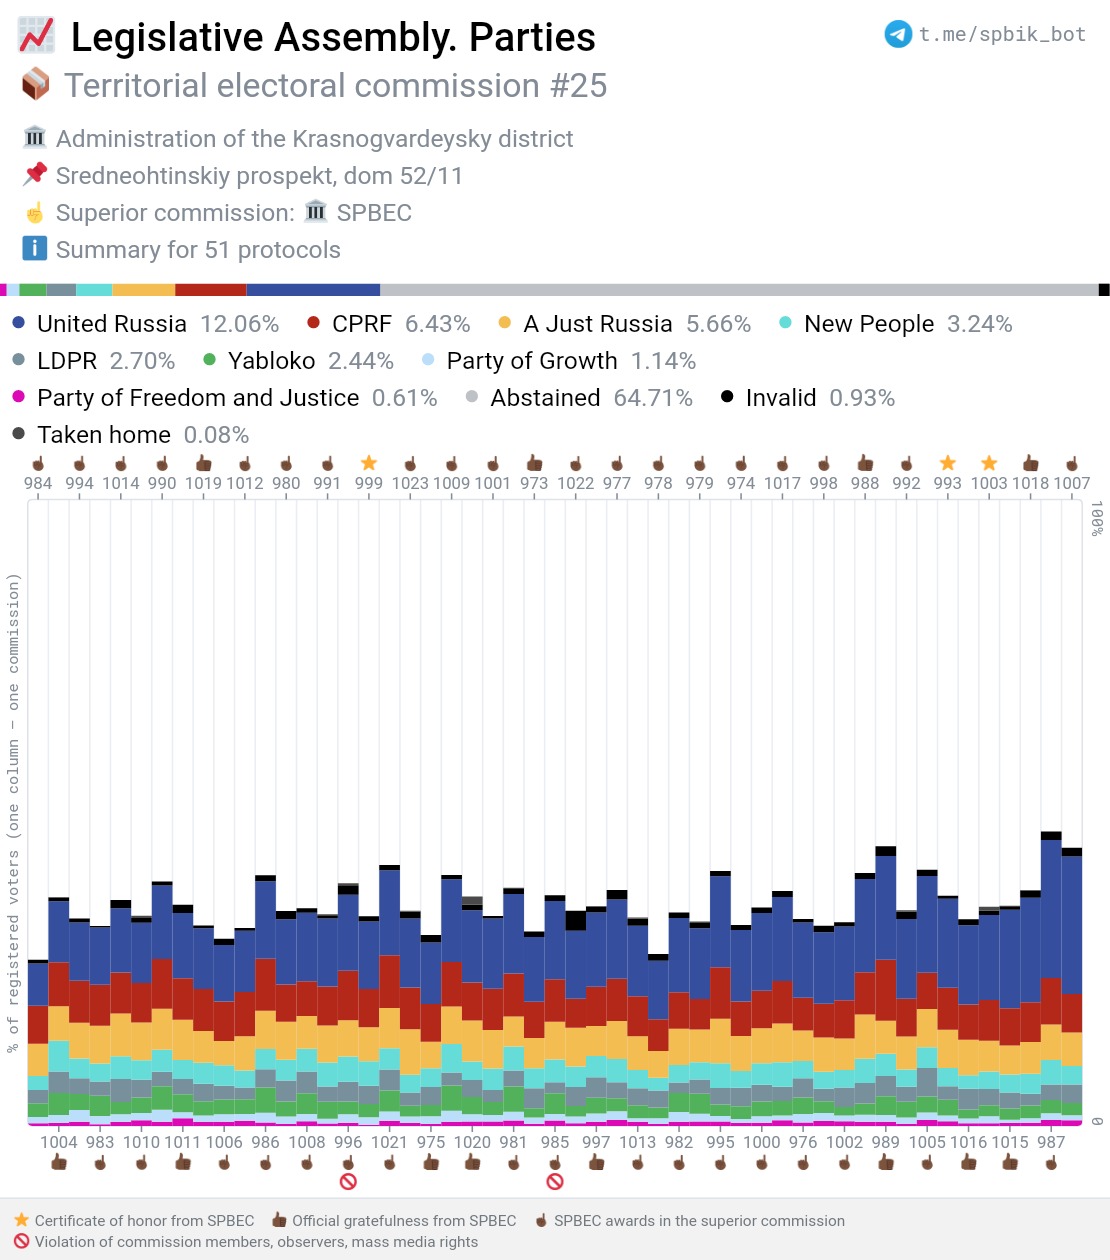 Legislative Assembly. Parties
t.me/spbik_bot
Territorial electoral commission #25
Administration of the Krasnogvardeysky district
Sredneohtinskiy prospekt, dom 52/11
Superior commission: SPBEC
Summary for 51 protocols
United Russia 12.06% CPRF 6.43% A Just Russia 5.66% New People 3.24%
LDPR 2.70% Yabloko 2.44% Party of Growth 1.14%
Party of Freedom and Justice 0.61% Abstained 64.71% Invalid 0.93%
Taken home 0.08%
984 994 1014 990 1019 1012 980 991 999 1023 1009 1001 973 1022 977 978 979 974 1017 998 988 992 993 1003 1018 1007
100%
% of registered voters (one column – one commission)
0
1004 983 1010 1011 1006 986 1008 996 1021 975 1020 981 985 997 1013 982 995 1000 976 1002 989 1005 1016 1015 987
Certificate of honor from SPBEC Official gratefulness from SPBEC SPBEC awards in the superior commission
Violation of commission members, observers, mass media rights